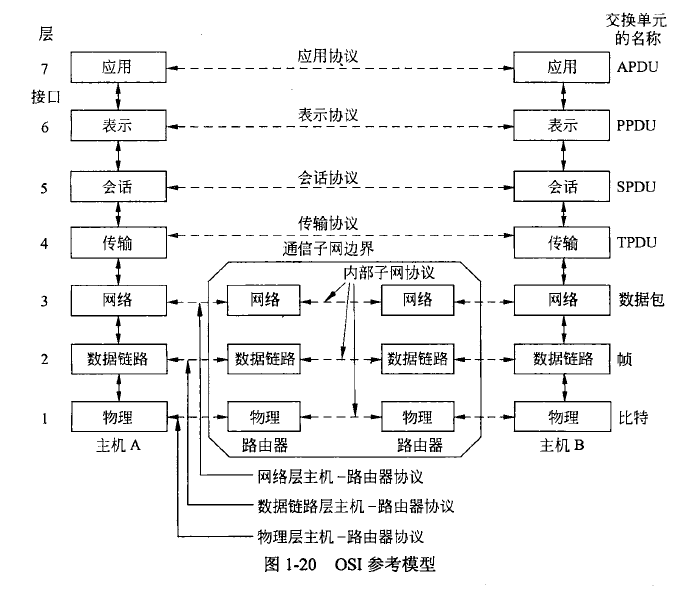 层
交换单元
的名称
7 应用 应用协议 应用 APDU
接口
6 表示 表示协议 表示 PPDU
5 会话 会话协议 会话 SPDU
4 传输 传输协议 传输 TPDU
通信子网边界
内部子网协议
3 网络 网络 网络 网络 数据包
2 数据链路 数据链路 数据链路 数据链路 帧
1 物理 物理 物理 物理 比特
主机 A 路由器 路由器 主机 B
网络层主机-路由器协议
数据链路层主机-路由器协议
物理层主机-路由器协议
图 1-20 OSI 参考模型